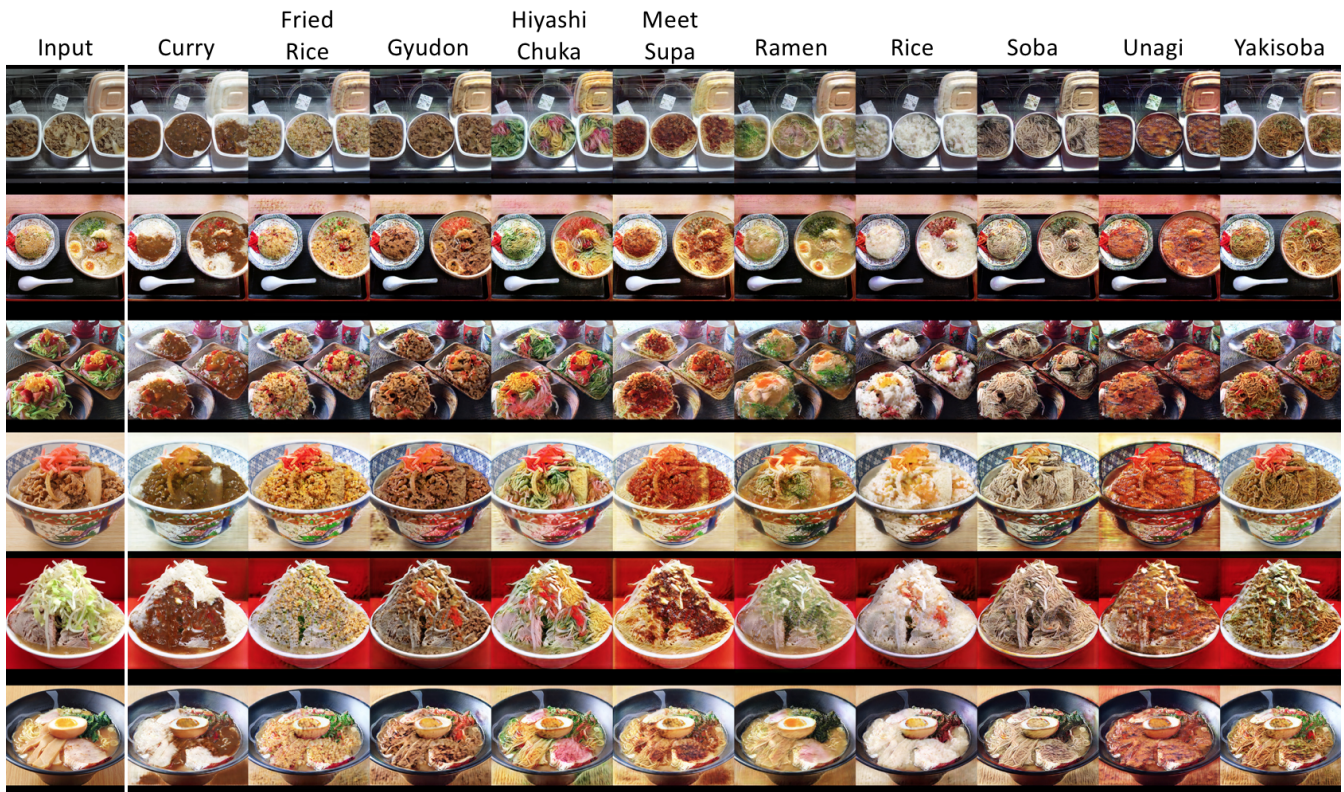 Input
Curry
Fried
Rice
Gyudon
Hiyashi
Chuka
Meet
Supa
Ramen
Rice
Soba
Unagi
Yakisoba